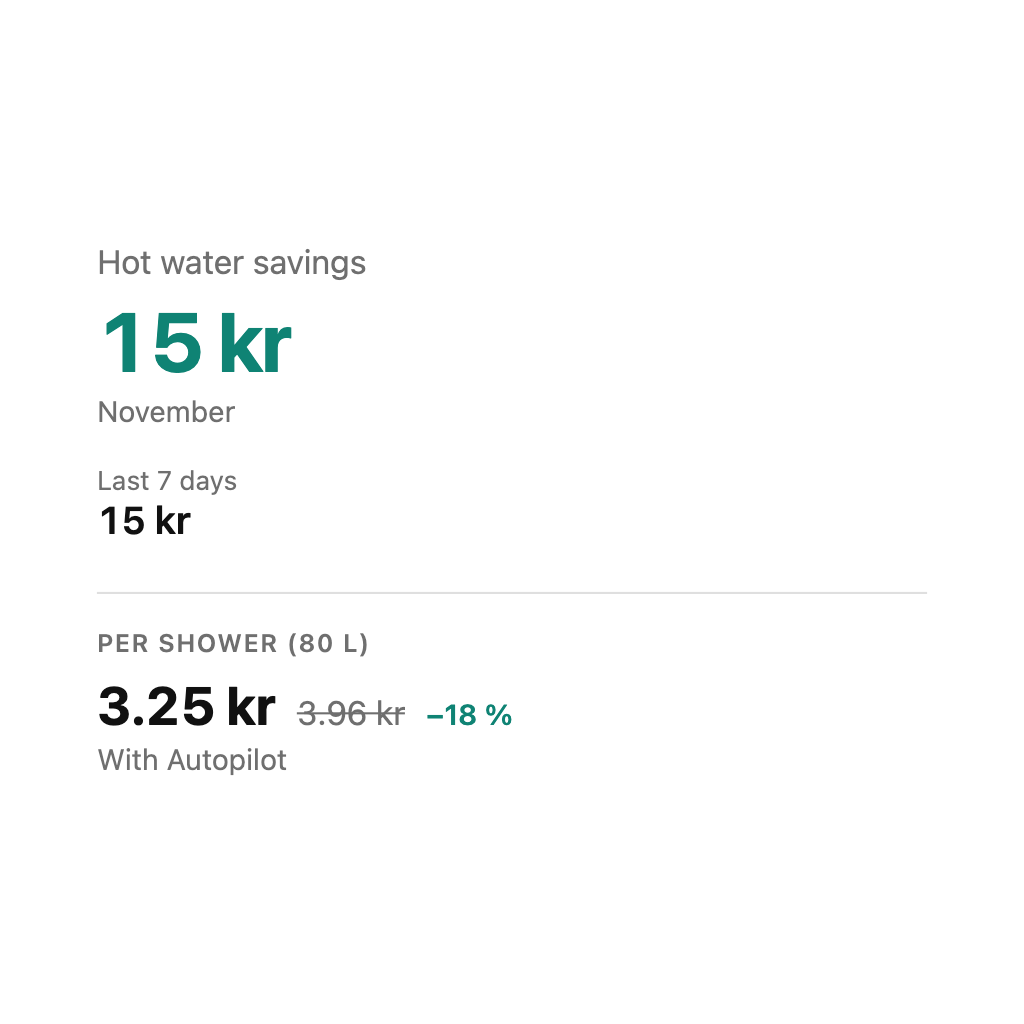 Hot water savings
15 kr
November
Last 7 days
15 kr
PER SHOWER (80 L)
3.25 kr 3.96 kr –18 %
With Autopilot